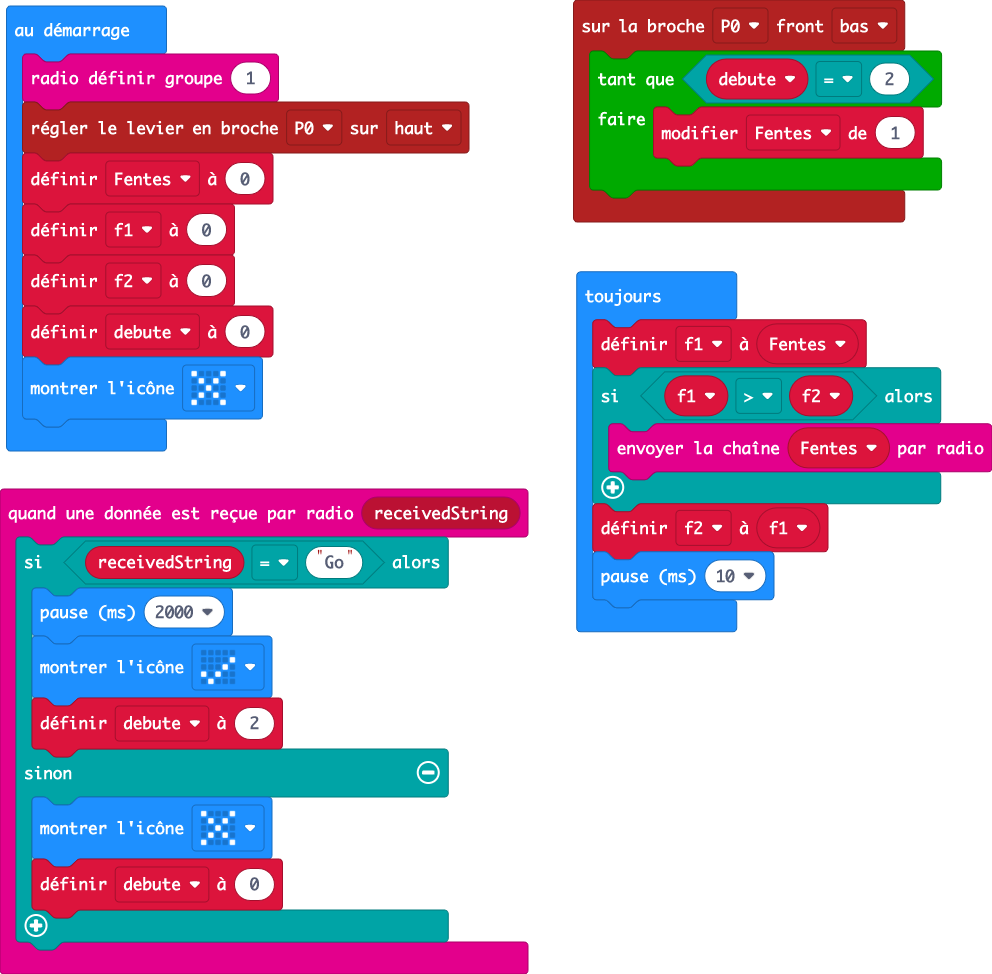 au démarrage
radio définir groupe 1
régler le levier en broche P0 sur haut
définir Fentes à 0
définir f1 à 0
définir f2 à 0
définir debute à 0
montrer l'icône
sur la broche P0 front bas
tant que debute = 2
faire modifier Fentes de 1
toujours
définir f1 à Fentes
si f1 > f2 alors
envoyer la chaîne Fentes par radio
définir f2 à f1
pause (ms) 10
quand une donnée est reçue par radio receivedString
si receivedString = "Go" alors
pause (ms) 2000
montrer l'icône
définir debute à 2
sinon
montrer l'icône
définir debute à 0